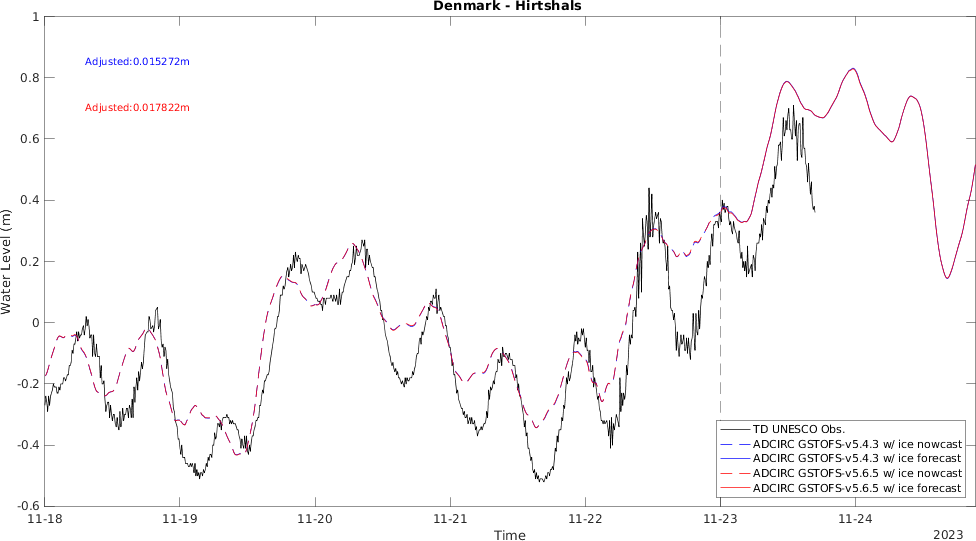 Denmark - Hirtshals
Adjusted:0.015272m
Adjusted:0.017822m
Water Level (m)
1
0.8
0.6
0.4
0.2
0
-0.2
-0.4
-0.6
TD UNESCO Obs.
ADCIRC GSTOFS-v5.4.3 w/ ice nowcast
ADCIRC GSTOFS-v5.4.3 w/ ice forecast
ADCIRC GSTOFS-v5.6.5 w/ ice nowcast
ADCIRC GSTOFS-v5.6.5 w/ ice forecast
11-18 11-19 11-20 11-21 11-22 11-23 11-24
Time
2023